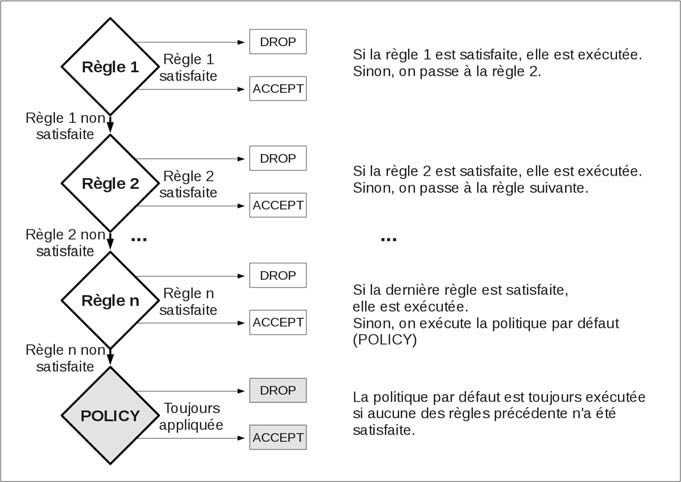 DROP
Règle 1
Règle 1
satisfaite
ACCEPT
Si la règle 1 est satisfaite, elle est exécutée.
Sinon, on passe à la règle 2.
Règle 1 non
satisfaite
DROP
Règle 2
Règle 2
satisfaite
ACCEPT
Si la règle 2 est satisfaite, elle est exécutée.
Sinon, on passe à la règle suivante.
Règle 2 non
satisfaite
...
...
DROP
Règle n
Règle n
satisfaite
ACCEPT
Si la dernière règle est satisfaite,
elle est exécutée.
Sinon, on exécute la politique par défaut
(POLICY)
Règle n non
satisfaite
DROP
POLICY
Toujours
appliquée
ACCEPT
La politique par défaut est toujours exécutée
si aucune des règles précédente n'a été
satisfaite.